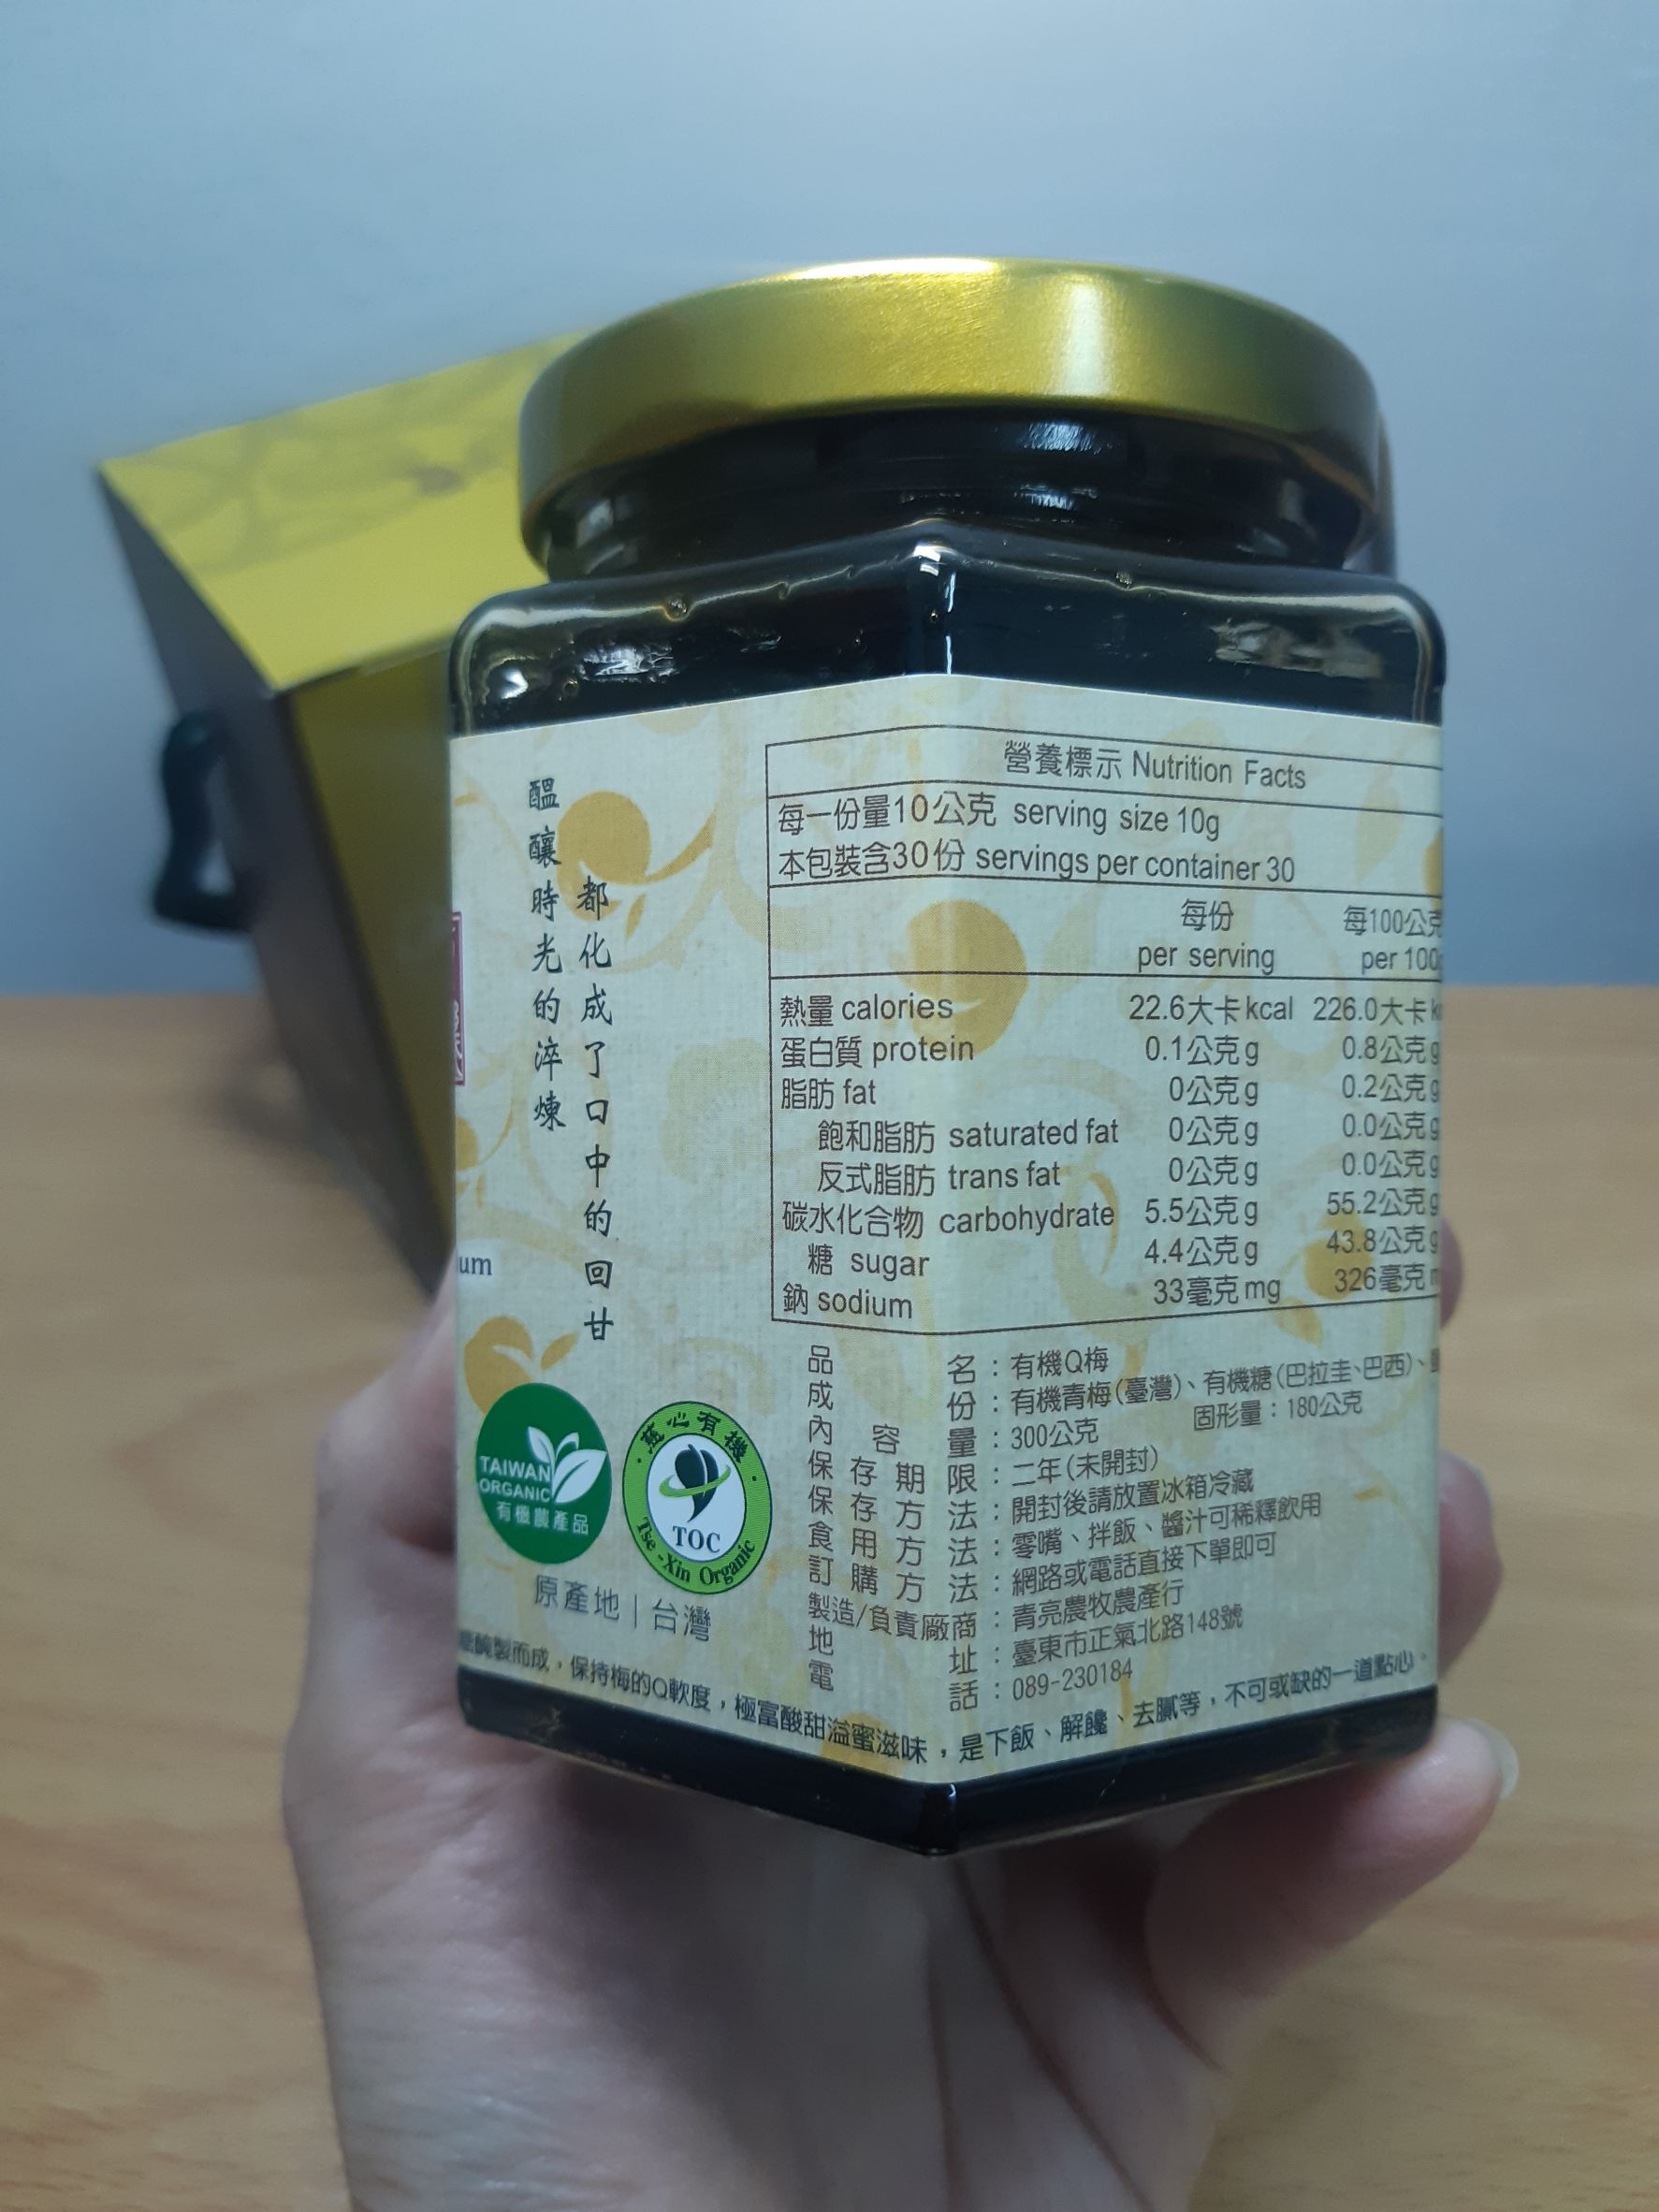 醞釀時光的淬煉
都化成了口中的回甘
um
TAIWAN
ORGANIC
有機農產品
慈心有機
TOC
Tse-Xin Organic
原產地｜台灣
營養標示 Nutrition Facts
每一份量10公克 serving size 10g
本包裝含30份 servings per container 30
每份 每100公克
per serving per 100g
熱量 calories 22.6大卡 kcal 226.0大卡 k
蛋白質 protein 0.1公克 g 0.8公克 g
脂肪 fat 0公克 g 0.2公克 g
飽和脂肪 saturated fat 0公克 g 0.0公克 g
反式脂肪 trans fat 0公克 g 0.0公克 g
碳水化合物 carbohydrate 5.5公克 g 55.2公克 g
糖 sugar 4.4公克 g 43.8公克 g
鈉 sodium 33毫克 mg 326毫克 m
品名：有機Q梅
成份：有機青梅(臺灣)、有機糖(巴拉圭、巴西)、
內容量：300公克 固形量：180公克
保存期限：二年(未開封)
保存方法：開封後請放置冰箱冷藏
食用方法：零嘴、拌飯、醬汁可稀釋飲用
訂購方法：網路或電話直接下單即可
製造/負責廠商：青亮農牧農產行
地址：臺東市正氣北路148號
電話：089-230184
醃製而成，保持梅的Q軟度，極富酸甜溢蜜滋味，是下飯、解饞、去膩等，不可或缺的一道點心。